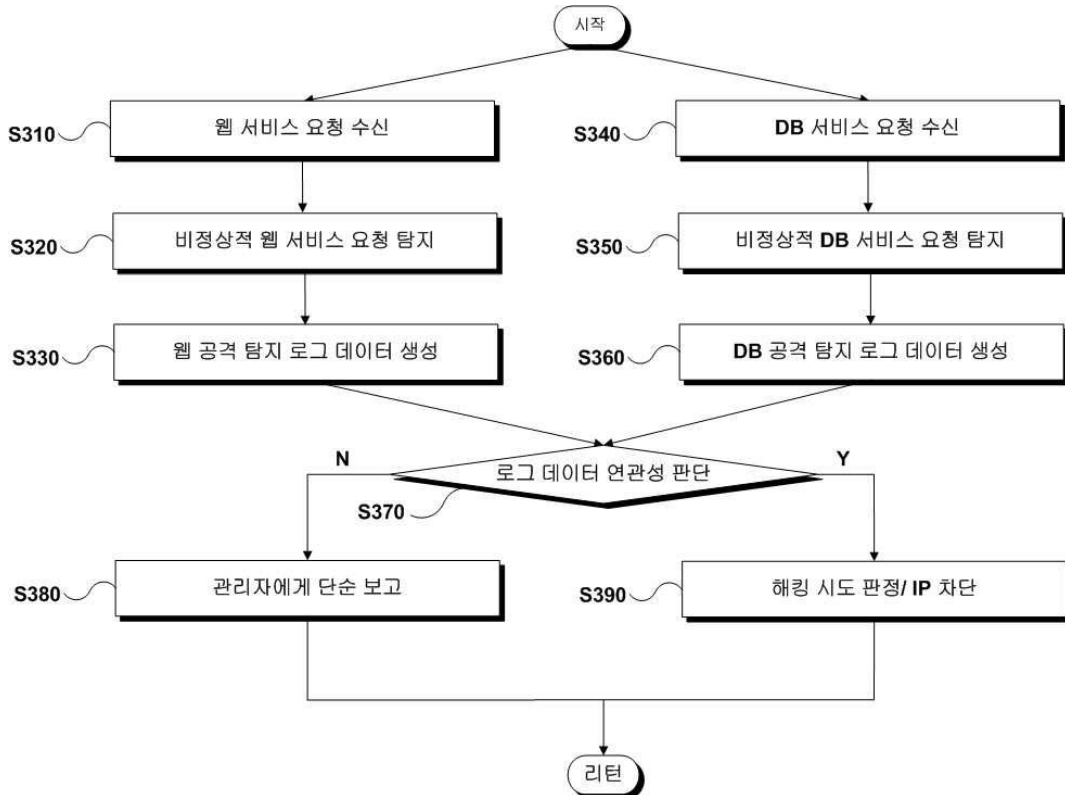 시작
S310
웹 서비스 요청 수신
S340
DB 서비스 요청 수신
S320
비정상적 웹 서비스 요청 탐지
S350
비정상적 DB 서비스 요청 탐지
S330
웹 공격 탐지 로그 데이터 생성
S360
DB 공격 탐지 로그 데이터 생성
N
로그 데이터 연관성 판단
Y
S370
S380
관리자에게 단순 보고
S390
해킹 시도 판정/ IP 차단
리턴